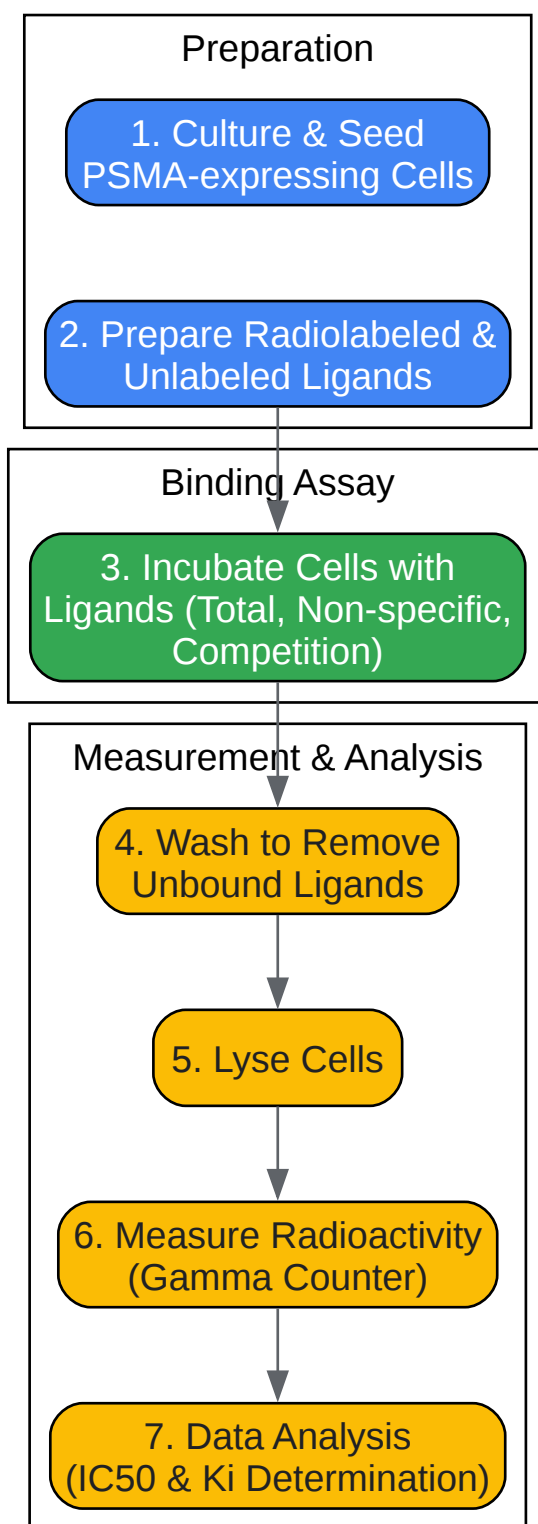 Preparation
1. Culture & Seed
PSMA-expressing Cells
2. Prepare Radiolabeled &
Unlabeled Ligands
Binding Assay
3. Incubate Cells with
Ligands (Total, Non-specific,
Competition)
Measurement & Analysis
4. Wash to Remove
Unbound Ligands
5. Lyse Cells
6. Measure Radioactivity
(Gamma Counter)
7. Data Analysis
(IC50 & Ki Determination)